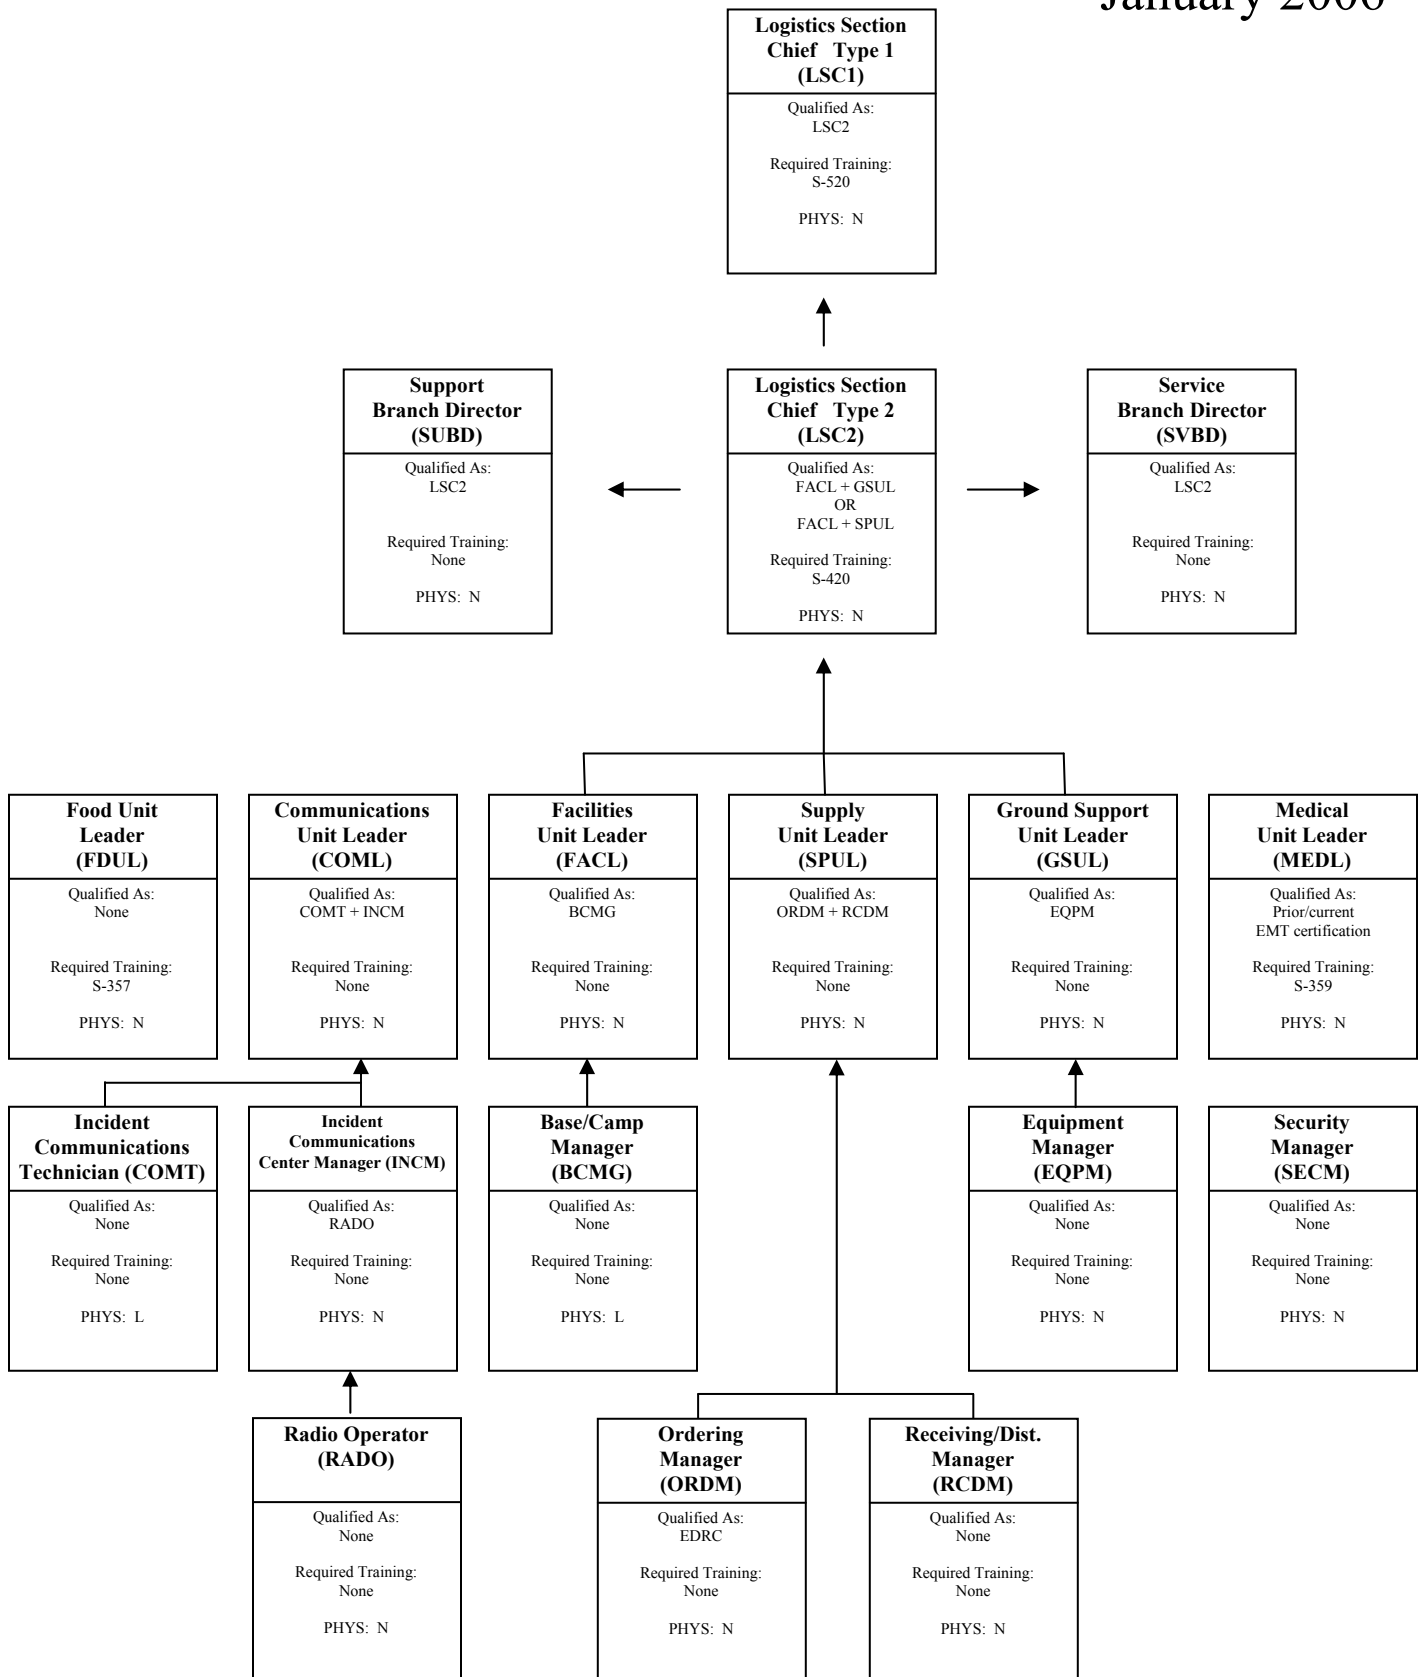 January 2006
Logistics Section
Chief Type 1
(LSC1)
Qualified As:
LSC2
Required Training:
S-520
PHYS: N
Support
Branch Director
(SUBD)
Qualified As:
LSC2
Required Training:
None
PHYS: N
Logistics Section
Chief Type 2
(LSC2)
Qualified As:
FACL + GSUL
OR
FACL + SPUL
Required Training:
S-420
PHYS: N
Service
Branch Director
(SVBD)
Qualified As:
LSC2
Required Training:
None
PHYS: N
Food Unit
Leader
(FDUL)
Qualified As:
None
Required Training:
S-357
PHYS: N
Communications
Unit Leader
(COML)
Qualified As:
COMT + INCM
Required Training:
None
PHYS: N
Facilities
Unit Leader
(FACL)
Qualified As:
BCMG
Required Training:
None
PHYS: N
Supply
Unit Leader
(SPUL)
Qualified As:
ORDM + RCDM
Required Training:
None
PHYS: N
Ground Support
Unit Leader
(GSUL)
Qualified As:
EQPM
Required Training:
None
PHYS: N
Medical
Unit Leader
(MEDL)
Qualified As:
Prior/current
EMT certification
Required Training:
S-359
PHYS: N
Incident
Communications
Technician (COMT)
Qualified As:
None
Required Training:
None
PHYS: L
Incident
Communications
Center Manager (INCM)
Qualified As:
RADO
Required Training:
None
PHYS: N
Base/Camp
Manager
(BCMG)
Qualified As:
None
Required Training:
None
PHYS: L
Equipment
Manager
(EQPM)
Qualified As:
None
Required Training:
None
PHYS: N
Security
Manager
(SECM)
Qualified As:
None
Required Training:
None
PHYS: N
Radio Operator
(RADO)
Qualified As:
None
Required Training:
None
PHYS: N
Ordering
Manager
(ORDM)
Qualified As:
EDRC
Required Training:
None
PHYS: N
Receiving/Dist.
Manager
(RCDM)
Qualified As:
None
Required Training:
None
PHYS: N